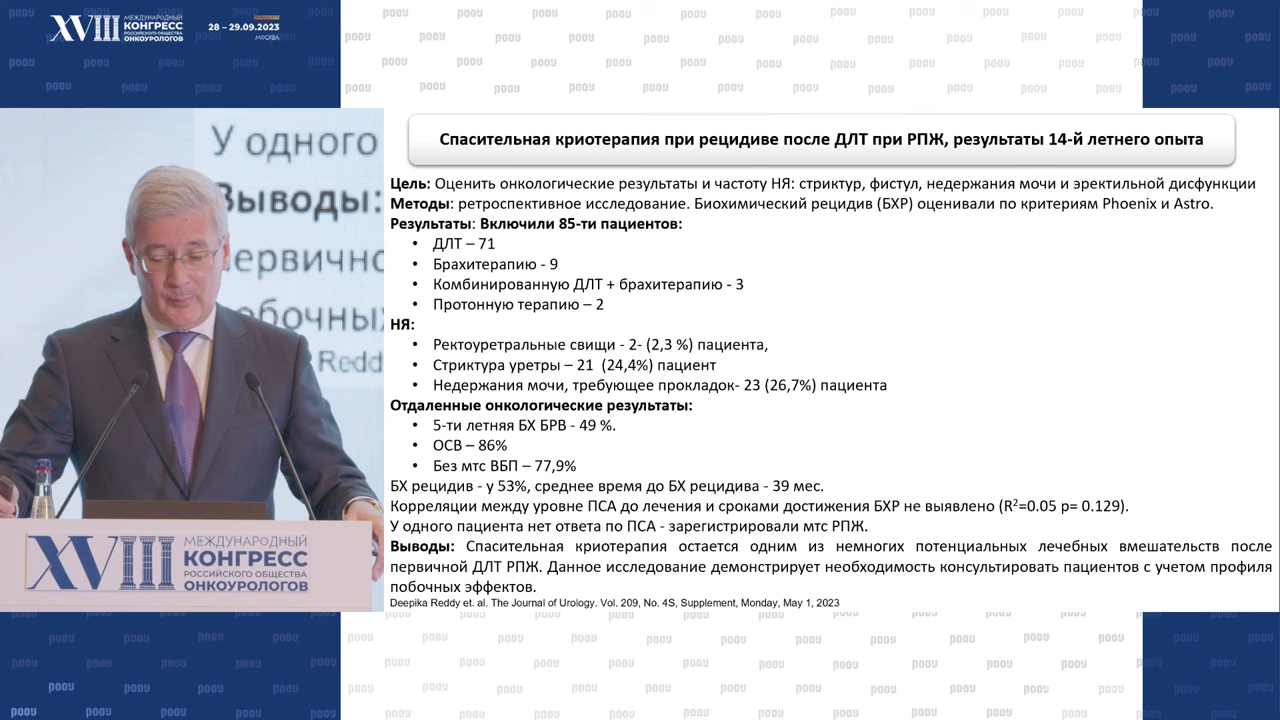 XVIII МЕЖДУНАРОДНЫЙ
КОНГРЕСС
РОССИЙСКОГО ОБЩЕСТВА
ОНКОУРОЛОГОВ
28 – 29.09.2023
МОСКВА
У одного
Выводы:
первично
побочных
Reddy
XVIII МЕЖДУНАРОДНЫЙ
КОНГРЕСС
РОССИЙСКОГО ОБЩЕСТВА
ОНКОУРОЛОГОВ
Спасительная криотерапия при рецидиве после ДЛТ при РПЖ, результаты 14-й летнего опыта
Цель: Оценить онкологические результаты и частоту НЯ: стриктур, фистул, недержания мочи и эректильной дисфункции
Методы: ретроспективное исследование. Биохимический рецидив (БХР) оценивали по критериям Phoenix и Astro.
Результаты: Включили 85-ти пациентов:
• ДЛТ – 71
• Брахитерапию - 9
• Комбинированную ДЛТ + брахитерапию - 3
• Протонную терапию – 2
НЯ:
• Ректоуретральные свищи - 2- (2,3 %) пациента,
• Стриктура уретры – 21 (24,4%) пациент
• Недержания мочи, требующее прокладок- 23 (26,7%) пациента
Отдаленные онкологические результаты:
• 5-ти летняя БХ БРВ - 49 %.
• ОСВ – 86%
• Без мтс ВБП – 77,9%
БХ рецидив - у 53%, среднее время до БХ рецидива - 39 мес.
Корреляции между уровне ПСА до лечения и сроками достижения БХР не выявлено (R²=0.05 p= 0.129).
У одного пациента нет ответа по ПСА - зарегистрировали мтс РПЖ.
Выводы: Спасительная криотерапия остается одним из немногих потенциальных лечебных вмешательств после
первичной ДЛТ РПЖ. Данное исследование демонстрирует необходимость консультировать пациентов с учетом профиля
побочных эффектов.
Deepika Reddy et. al. The Journal of Urology. Vol. 209, No. 4S, Supplement, Monday, May 1, 2023